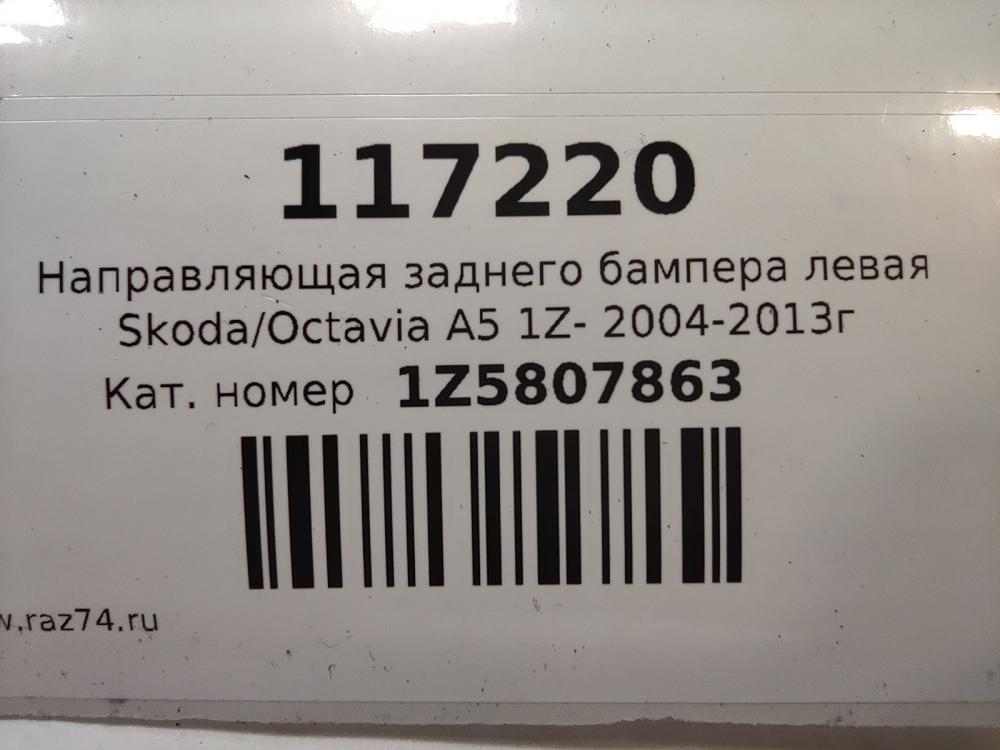 117220
Направляющая заднего бампера левая
Skoda/Octavia A5 1Z- 2004-2013г
Кат. номер 1Z5807863
w.raz74.ru